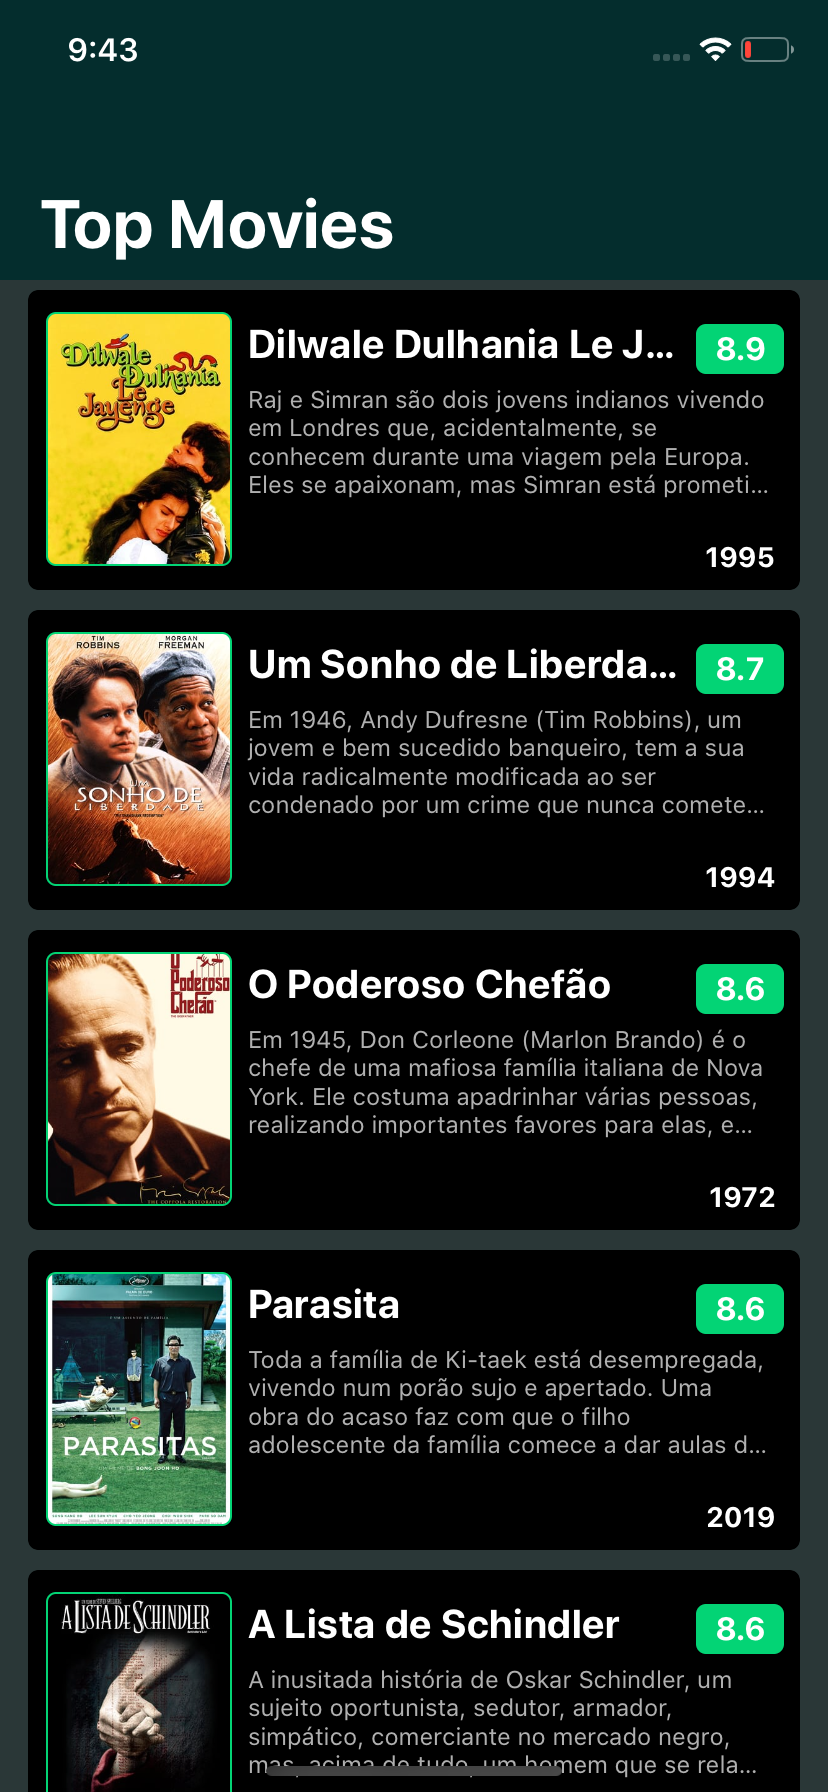 9:43
Top Movies
Dilwale
Dulhania
Le
Jayenge
Dilwale Dulhania Le J...
8.9
Raj e Simran são dois jovens indianos vivendo
em Londres que, acidentalmente, se
conhecem durante uma viagem pela Europa.
Eles se apaixonam, mas Simran está prometi...
1995
TIM
ROBBINS
MORGAN
FREEMAN
UM
SONHO DE
LIBERDADE
Um Sonho de Liberda...
8.7
Em 1946, Andy Dufresne (Tim Robbins), um
jovem e bem sucedido banqueiro, tem a sua
vida radicalmente modificada ao ser
condenado por um crime que nunca comete...
1994
O
Poderoso
Chefão
THE COPPOLA RESTORATION
O Poderoso Chefão
8.6
Em 1945, Don Corleone (Marlon Brando) é o
chefe de uma mafiosa família italiana de Nova
York. Ele costuma apadrinhar várias pessoas,
realizando importantes favores para elas, e...
1972
PARASITAS
UM FILME DE BONG JOON HO
Parasita
8.6
Toda a família de Ki-taek está desempregada,
vivendo num porão sujo e apertado. Uma
obra do acaso faz com que o filho
adolescente da família comece a dar aulas d...
2019
A LISTA DE SCHINDLER
A Lista de Schindler
8.6
A inusitada história de Oskar Schindler, um
sujeito oportunista, sedutor, armador,
simpático, comerciante no mercado negro,
mas, acima de tudo, um homem que se rela...